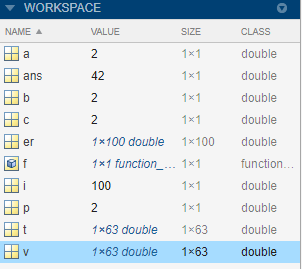 WORKSPACE
NAME ▲ VALUE SIZE CLASS
a 2 1×1 double
ans 42 1×1 double
b 2 1×1 double
c 2 1×1 double
er 1×100 double 1×100 double
f 1×1 function_... 1×1 function...
i 100 1×1 double
p 2 1×1 double
t 1×63 double 1×63 double
v 1×63 double 1×63 double